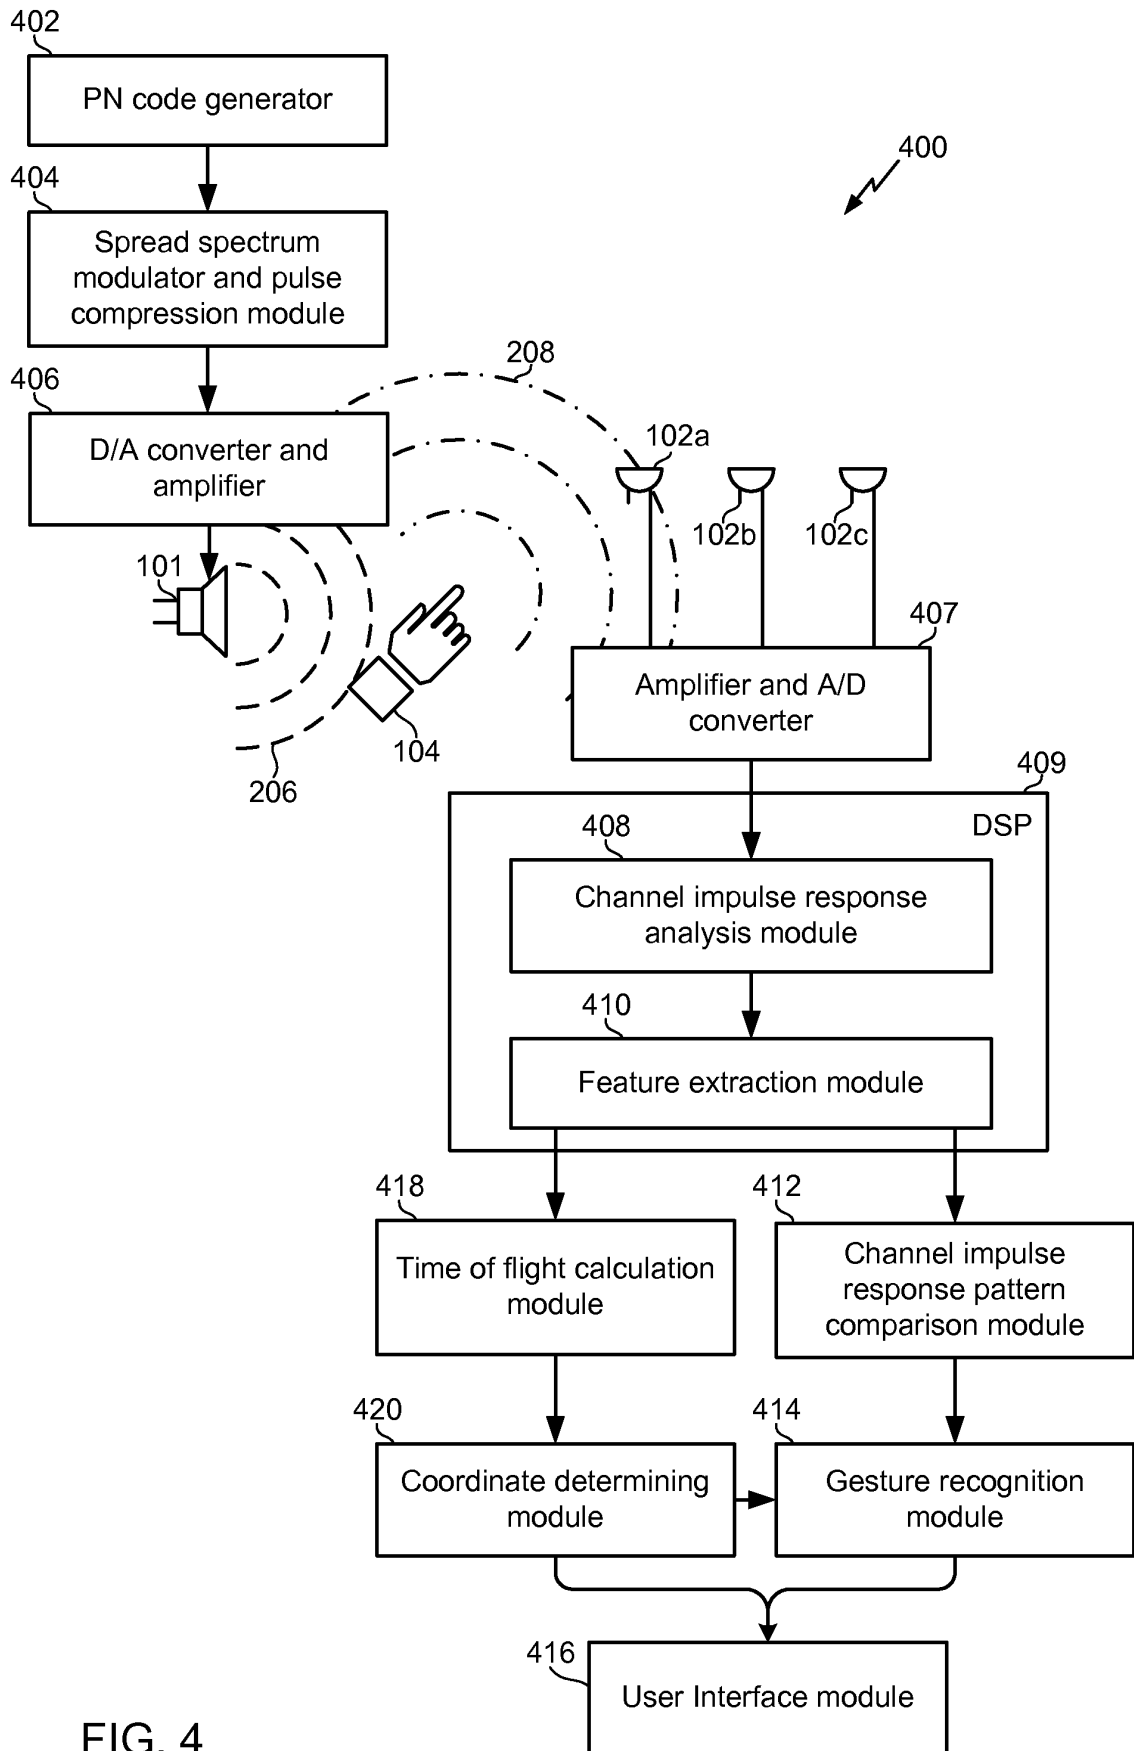 402
PN code generator
400
404
Spread spectrum
modulator and pulse
compression module
208
406
D/A converter and
amplifier
102a
102b
102c
101
407
Amplifier and A/D
converter
104
206
409
DSP
408
Channel impulse response
analysis module
410
Feature extraction module
418
Time of flight calculation
module
412
Channel impulse
response pattern
comparison module
420
Coordinate determining
module
414
Gesture recognition
module
416
User Interface module
FIG. 4